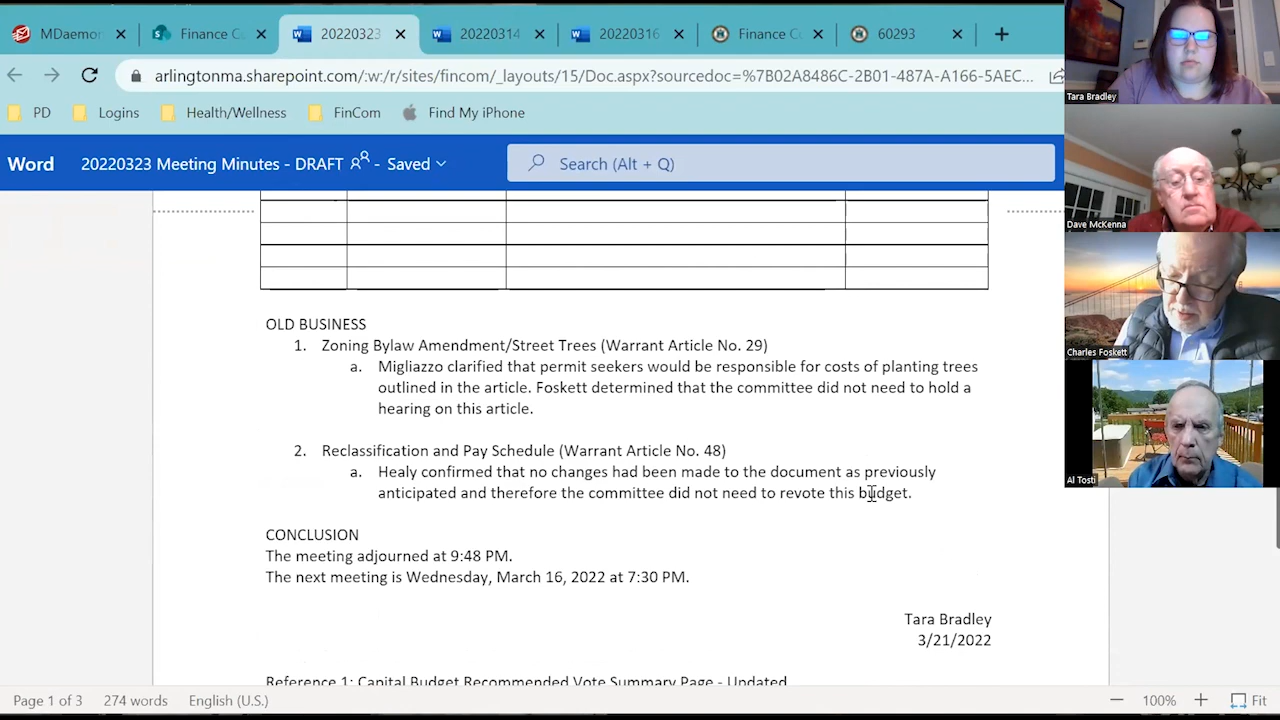 MDaemon
Finance C
20220323
20220314
20220316
Finance C
60293
arlingtonma.sharepoint.com/:w:/r/sites/fincom/_layouts/15/Doc.aspx?sourcedoc=%7B02A8486C-2B01-487A-A166-5AEC...
PD
Logins
Health/Wellness
FinCom
Find My iPhone
Word
20220323 Meeting Minutes - DRAFT
- Saved
Search (Alt + Q)
OLD BUSINESS
1. Zoning Bylaw Amendment/Street Trees (Warrant Article No. 29)
a. Migliazzo clarified that permit seekers would be responsible for costs of planting trees
outlined in the article. Foskett determined that the committee did not need to hold a
hearing on this article.
2. Reclassification and Pay Schedule (Warrant Article No. 48)
a. Healy confirmed that no changes had been made to the document as previously
anticipated and therefore the committee did not need to revote this budget.
CONCLUSION
The meeting adjourned at 9:48 PM.
The next meeting is Wednesday, March 16, 2022 at 7:30 PM.
Tara Bradley
3/21/2022
Reference 1: Capital Budget Recommended Vote Summary Page - Updated
Page 1 of 3
274 words
English (U.S.)
100%
Fit
Tara Bradley
Dave McKenna
Charles Foskett
Al Tosti